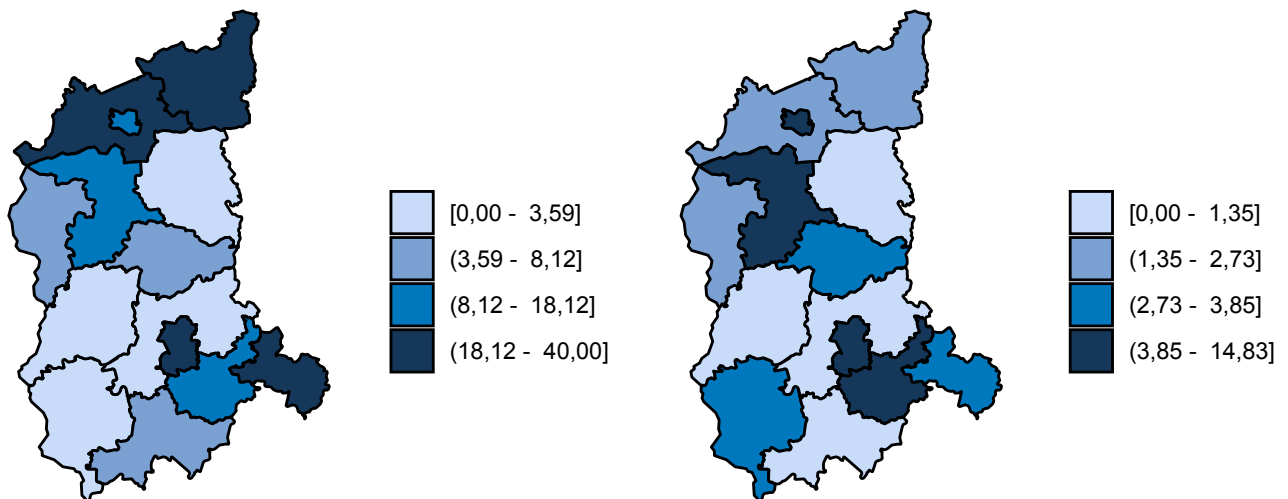 [0,00 - 3,59]
(3,59 - 8,12]
(8,12 - 18,12]
(18,12 - 40,00]
[0,00 - 1,35]
(1,35 - 2,73]
(2,73 - 3,85]
(3,85 - 14,83]